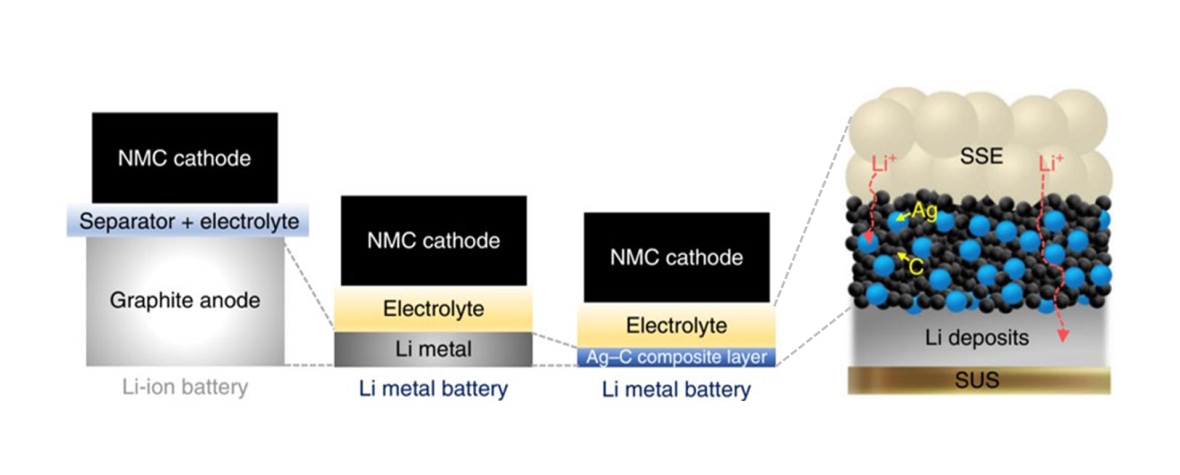 NMC cathode
Separator + electrolyte
Graphite anode
Li-ion battery
NMC cathode
Electrolyte
Li metal
Li metal battery
NMC cathode
Electrolyte
Ag–C composite layer
Li metal battery
SSE
Li⁺
Li⁺
Ag
C
Li deposits
SUS